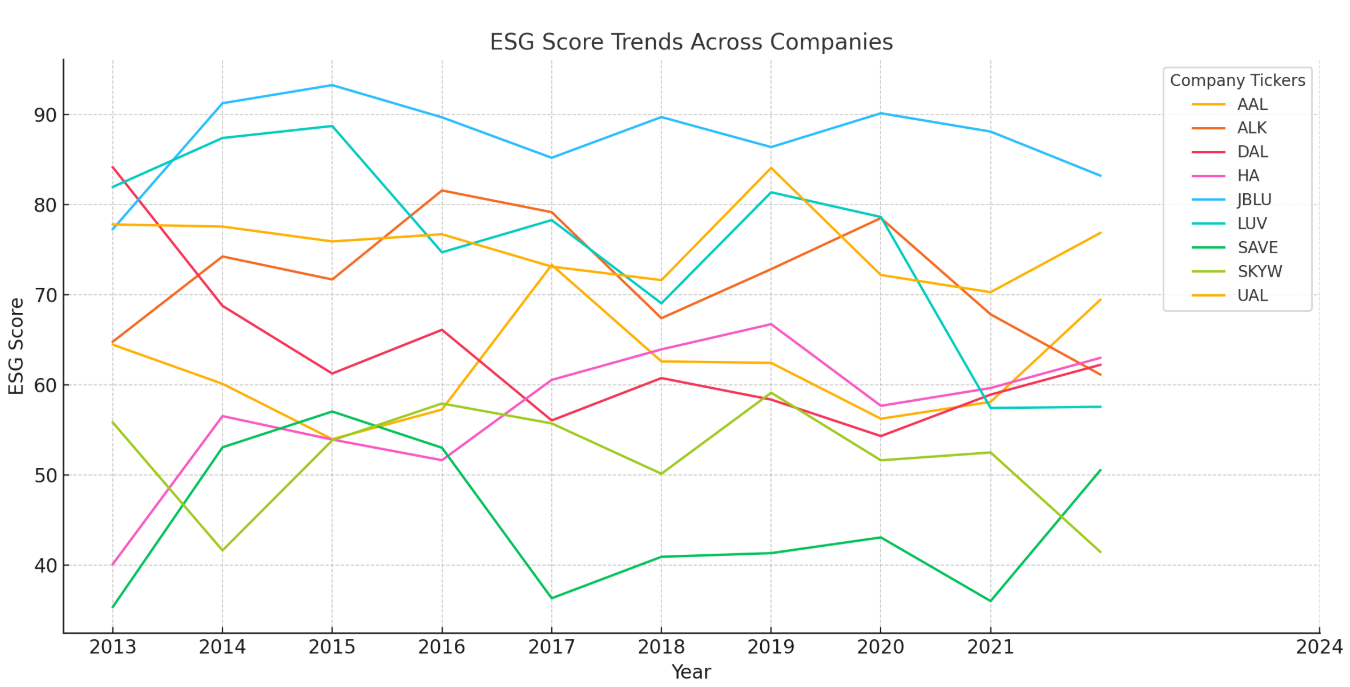 ESG Score Trends Across Companies
Company Tickers
AAL
ALK
DAL
HA
JBLU
LUV
SAVE
SKYW
UAL
ESG Score
90
80
70
60
50
40
2013 2014 2015 2016 2017 2018 2019 2020 2021 2024
Year